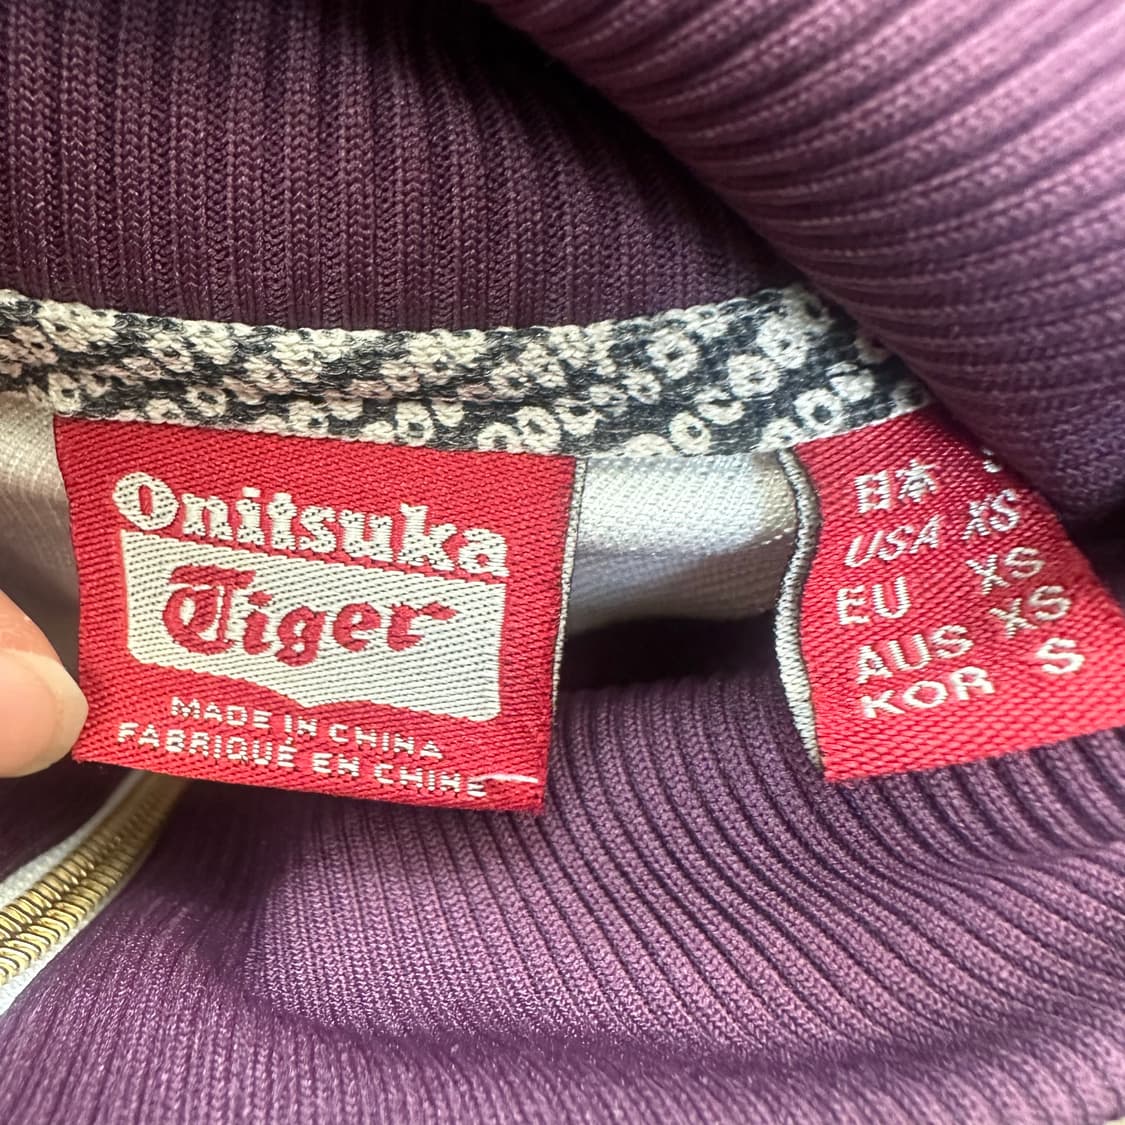 Onitsuka
Tiger
MADE IN CHINA
FABRIQUÉ EN CHINE
日本
USA XS
EU XS
AUS XS
KOR S